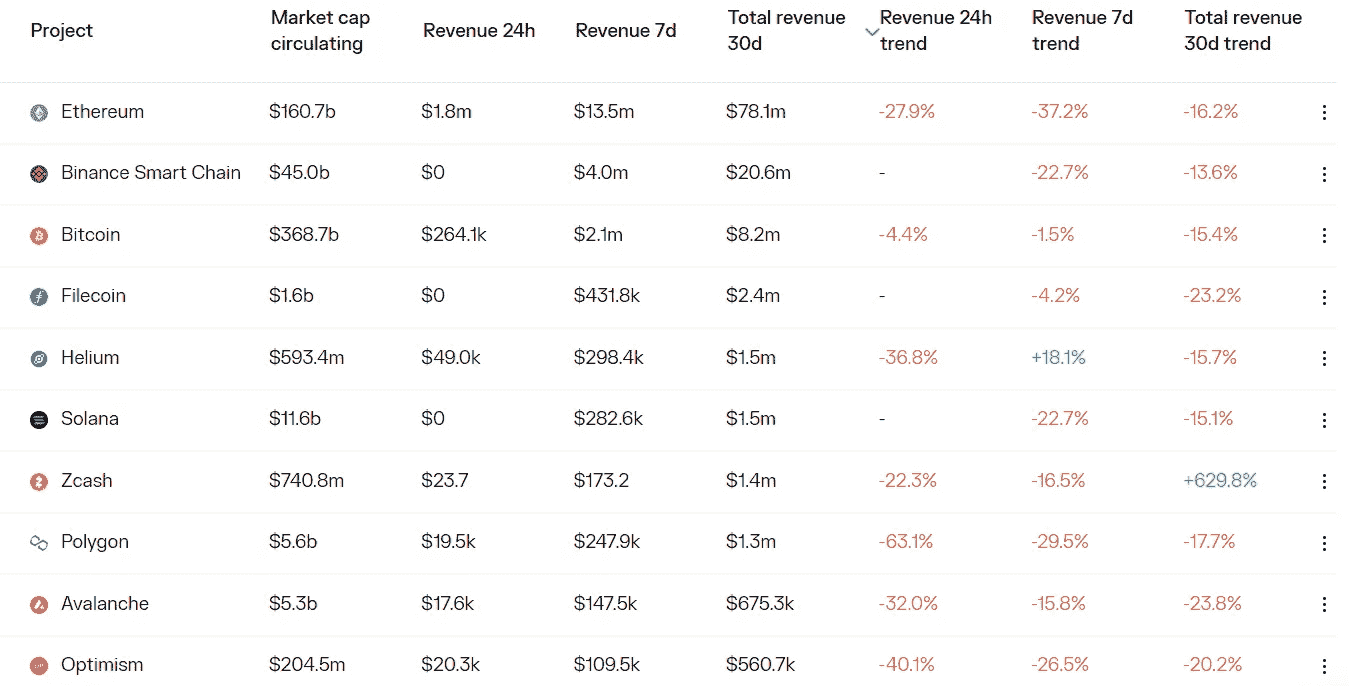 Project Market cap circulating Revenue 24h Revenue 7d Total revenue 30d Revenue 24h trend Revenue 7d trend Total revenue 30d trend
Ethereum $160.7b $1.8m $13.5m $78.1m -27.9% -37.2% -16.2%
Binance Smart Chain $45.0b $0 $4.0m $20.6m - -22.7% -13.6%
Bitcoin $368.7b $264.1k $2.1m $8.2m -4.4% -1.5% -15.4%
Filecoin $1.6b $0 $431.8k $2.4m - -4.2% -23.2%
Helium $593.4m $49.0k $298.4k $1.5m -36.8% +18.1% -15.7%
Solana $11.6b $0 $282.6k $1.5m - -22.7% -15.1%
Zcash $740.8m $23.7 $173.2 $1.4m -22.3% -16.5% +629.8%
Polygon $5.6b $19.5k $247.9k $1.3m -63.1% -29.5% -17.7%
Avalanche $5.3b $17.6k $147.5k $675.3k -32.0% -15.8% -23.8%
Optimism $204.5m $20.3k $109.5k $560.7k -40.1% -26.5% -20.2%